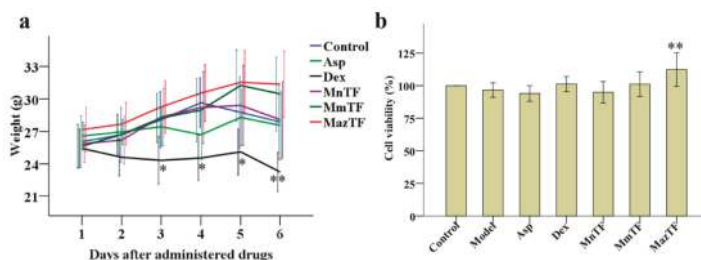 a
Weight (g)
33
30
27
24
21
*
*
*
**
1 2 3 4 5 6
Days after administered drugs
Control
Asp
Dex
MnTF
MmTF
MazTF
b
Cell viability (%)
125
100
75
50
25
0
**
Control Model Asp Dex MnTF MmTF MazTF